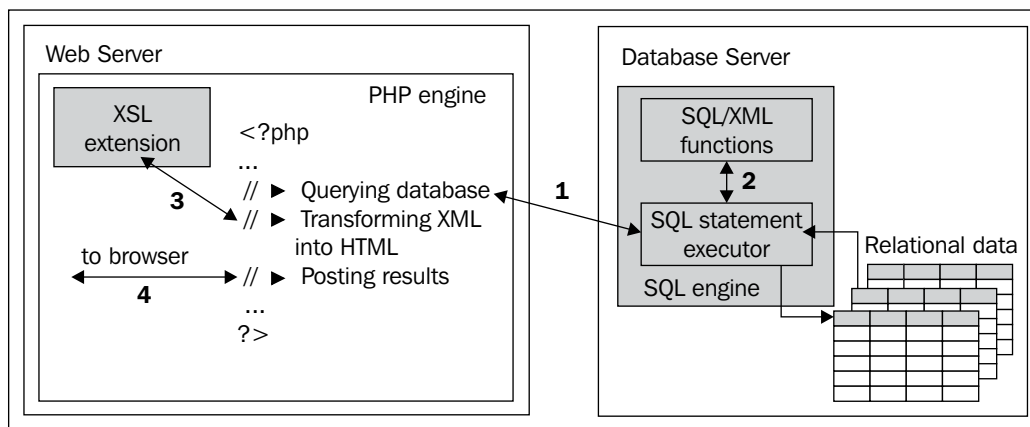 Web Server
PHP engine
XSL
extension
<?php
...
// ► Querying database
3
// ► Transforming XML
into HTML
to browser
4
// ► Posting results
...
?>
1
Database Server
SQL/XML
functions
2
SQL statement
executor
SQL engine
Relational data